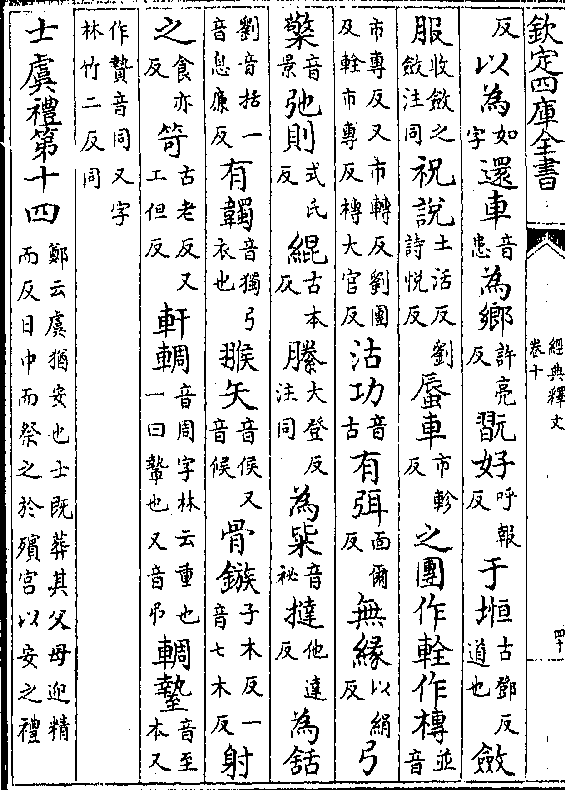 欽定四庫全書
經典釋文
卷十
四十
反以為如字還車音患為鄉許亮反翫好呼報反于堩古鄧反道也斂
服收斂之斂注同祝說土活反劉詩悦反蜃車市軫反之團作輇作槫並音
市專反又市轉反劉團及輇市專反槫大官反沽功音古有弭面爾反無緣以絹反弓
檠音景弛則式氏反緄古本反縢大登反注同為枈音祕撻他達反為銛
劉音括一音息廉反有韣音獨弓衣也猴矢音侯又音候骨鏃子木反一音七木反射
之食亦反笴古老反又工但反軒輖音周字林云重也一曰摯也又音弔輖摯音至本又
作贄音同又字林竹二反同
士虞禮第十四鄭云虞猶安也士既葬其父母迎精而反日中而祭之於殯宮以安之禮